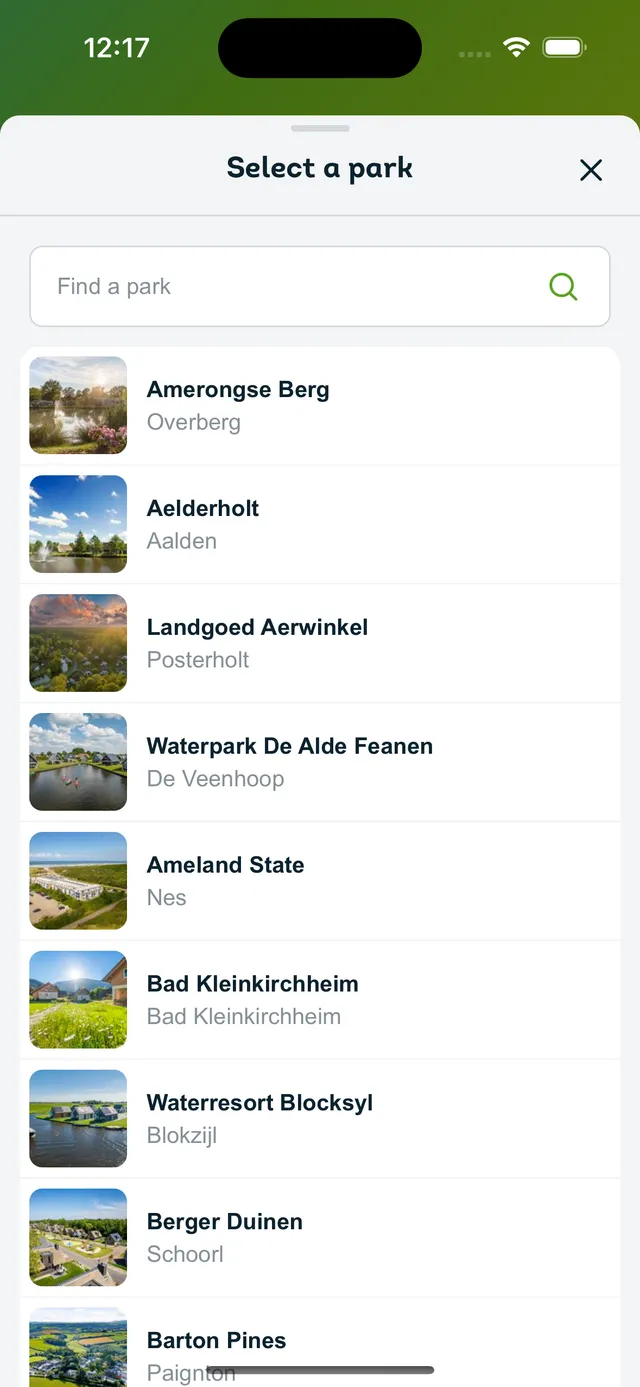 12:17
Select a park
Find a park
Amerongse Berg
Overberg
Aelderholt
Aalden
Landgoed Aerwinkel
Posterholt
Waterpark De Alde Feanen
De Veenhoop
Ameland State
Nes
Bad Kleinkirchheim
Bad Kleinkirchheim
Waterresort Blocksyl
Blokzijl
Berger Duinen
Schoorl
Barton Pines
Paignton